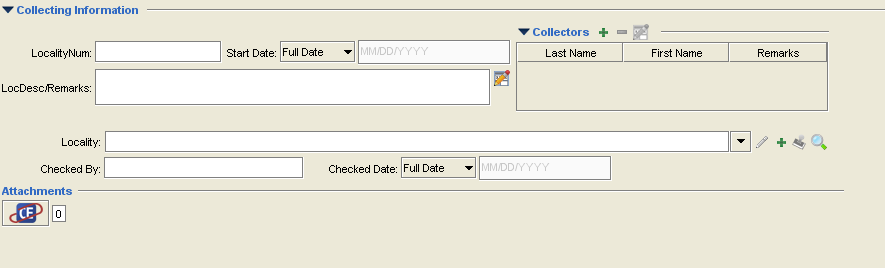 Collecting Information
LocalityNum: Start Date: Full Date MM/DD/YYYY
Collectors
Last Name First Name Remarks
LocDesc/Remarks:
Locality:
Checked By: Checked Date: Full Date MM/DD/YYYY
Attachments
CF 0